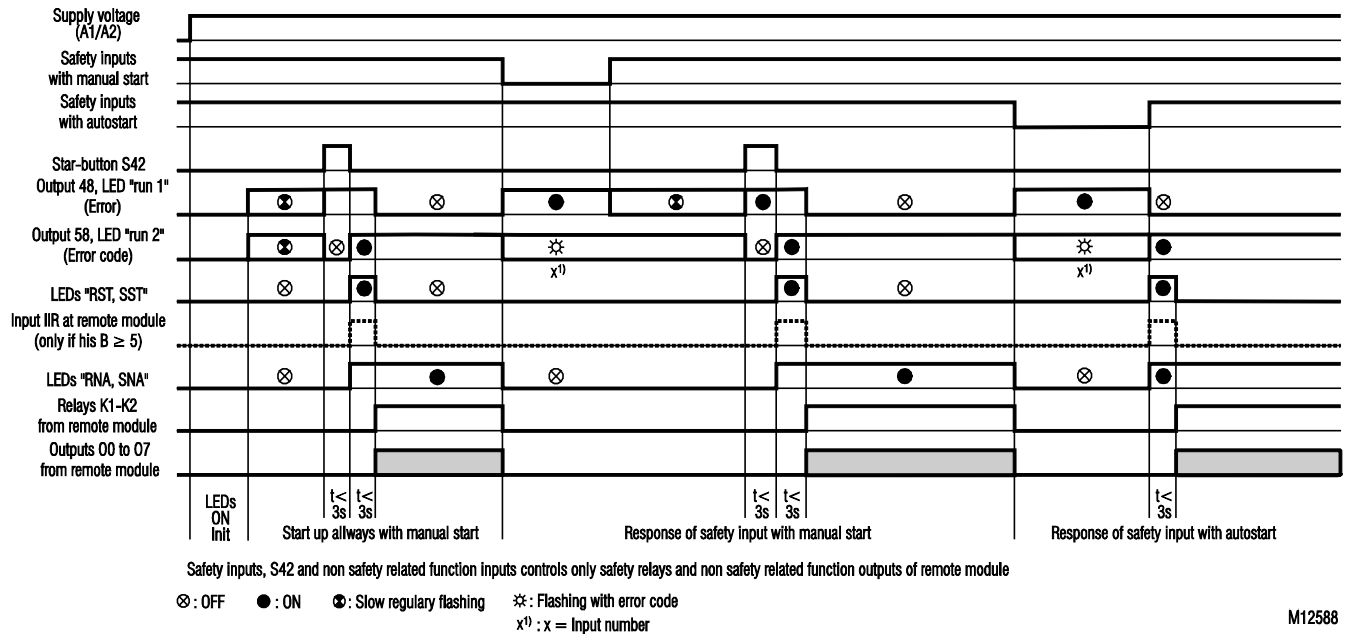 Supply voltage
(A1/A2)
Safety inputs
with manual start
Safety inputs
with autostart
Star-button S42
Output 48, LED "run 1"
(Error)
Output 58, LED "run 2"
(Error code)
x1)
x1)
LEDs "RST, SST"
Input IIR at remote module
(only if his B ≥ 5)
LEDs "RNA, SNA"
Relays K1-K2
from remote module
Outputs O0 to O7
from remote module
LEDs
ON
Init
t<
3s
t<
3s
Start up allways with manual start
t<
3s
t<
3s
Response of safety input with manual start
t<
3s
Response of safety input with autostart
Safety inputs, S42 and non safety related function inputs controls only safety relays and non safety related function outputs of remote module
: OFF
: ON
: Slow regulary flashing
: Flashing with error code
x1) : x = Input number
M12588